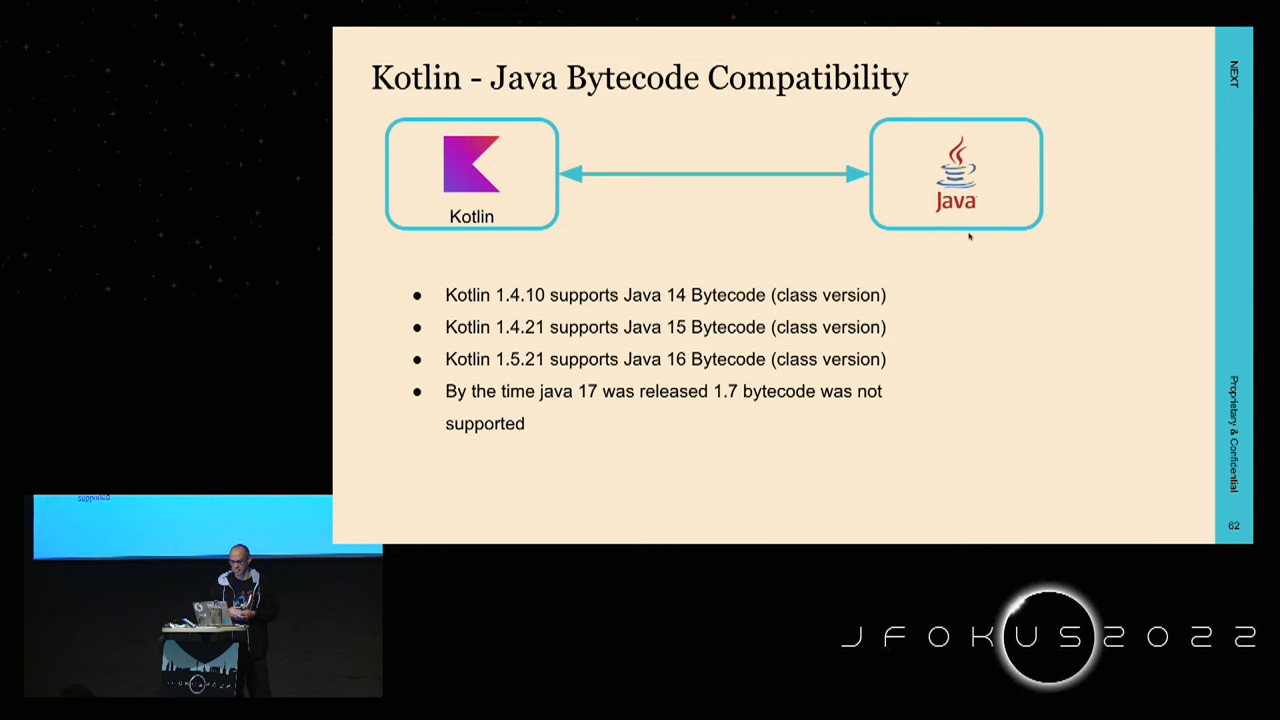 Kotlin - Java Bytecode Compatibility
NEXT
Kotlin
Java
● Kotlin 1.4.10 supports Java 14 Bytecode (class version)
● Kotlin 1.4.21 supports Java 15 Bytecode (class version)
● Kotlin 1.5.21 supports Java 16 Bytecode (class version)
● By the time java 17 was released 1.7 bytecode was not
supported
Proprietary & Confidential
62
supported
JFOKUS2022
JFOKUS2022